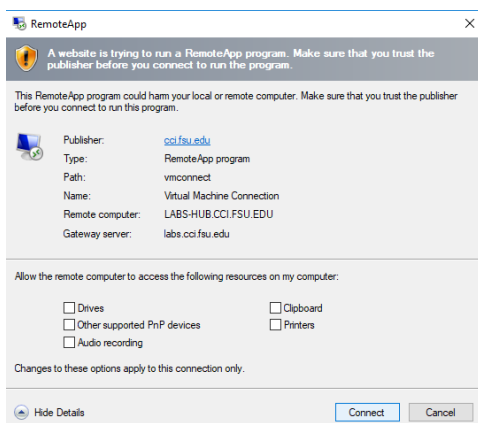 RemoteApp
A website is trying to run a RemoteApp program. Make sure that you trust the
publisher before you connect to run the program.
This RemoteApp program could harm your local or remote computer. Make sure that you trust the publisher
before you connect to run this program.
Publisher: cci.fsu.edu
Type: RemoteApp program
Path: vmconnect
Name: Virtual Machine Connection
Remote computer: LABS-HUB.CCI.FSU.EDU
Gateway server: labs.cci.fsu.edu
Allow the remote computer to access the following resources on my computer:
Drives Clipboard
Other supported PnP devices Printers
Audio recording
Changes to these options apply to this connection only.
Hide Details Connect Cancel